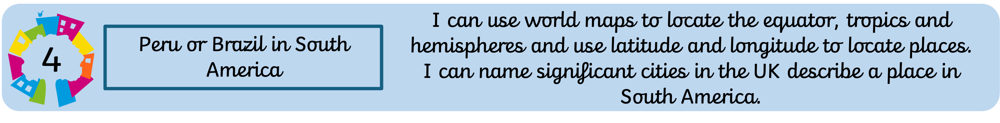 4
Peru or Brazil in South
America
I can use world maps to locate the equator, tropics and
hemispheres and use latitude and longitude to locate places.
I can name significant cities in the UK describe a place in
South America.